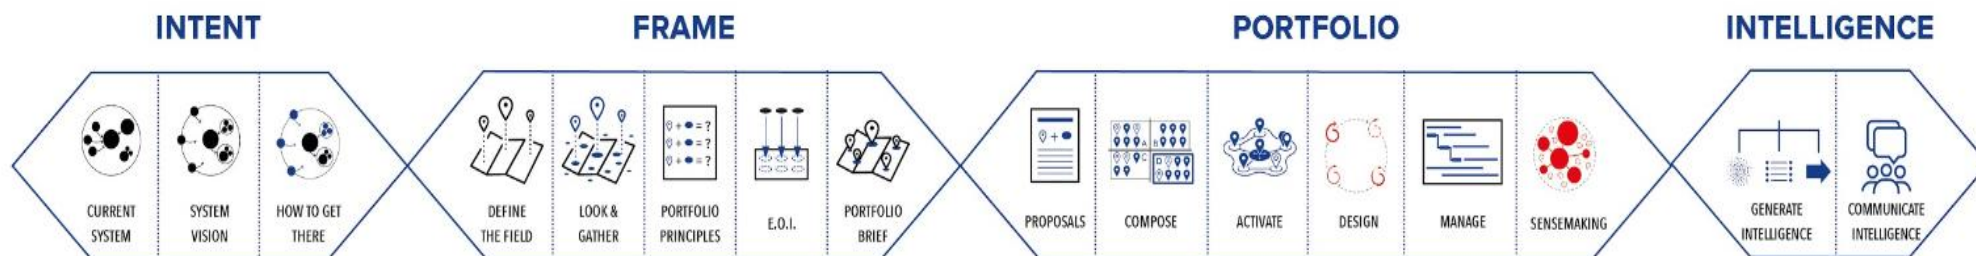 INTENT
FRAME
PORTFOLIO
INTELLIGENCE
CURRENT
SYSTEM
SYSTEM
VISION
HOW TO GET
THERE
DEFINE
THE FIELD
LOOK &
GATHER
PORTFOLIO
PRINCIPLES
E.O.I.
PORTFOLIO
BRIEF
PROPOSALS
COMPOSE
ACTIVATE
DESIGN
MANAGE
SENSEMAKING
GENERATE
INTELLIGENCE
COMMUNICATE
INTELLIGENCE